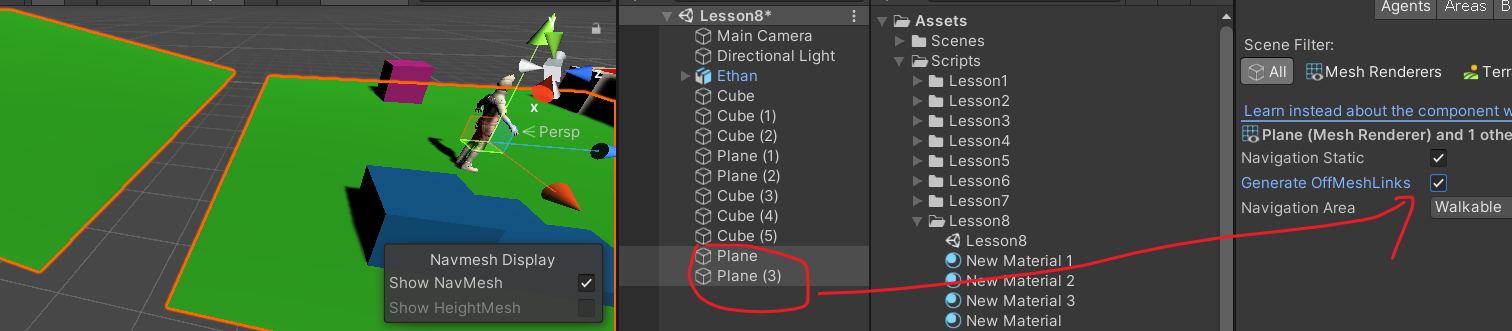 y
z
x
Persp
Navmesh Display
Show NavMesh
Show HeightMesh
Lesson8*
Main Camera
Directional Light
Ethan
Cube
Cube (1)
Cube (2)
Plane (1)
Plane (2)
Cube (3)
Cube (4)
Cube (5)
Plane
Plane (3)
Assets
Scenes
Scripts
Lesson1
Lesson2
Lesson3
Lesson4
Lesson5
Lesson6
Lesson7
Lesson8
Lesson8
New Material 1
New Material 2
New Material 3
New Material
Agents Areas B
Scene Filter:
All Mesh Renderers Terr
Learn instead about the component w
Plane (Mesh Renderer) and 1 othe
Navigation Static
Generate OffMeshLinks
Navigation Area Walkable